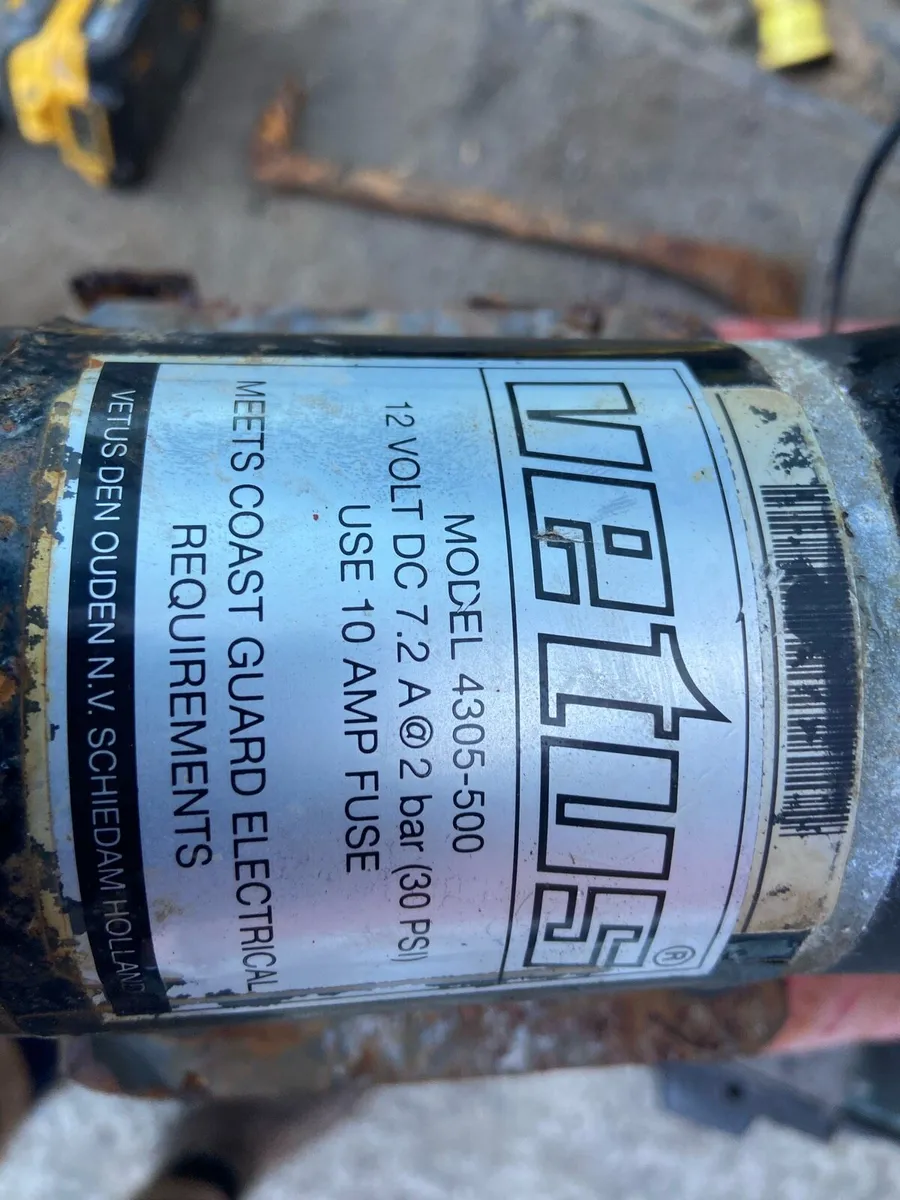 vetus®
MODEL 4305-500
12 VOLT DC 7.2 A @ 2 bar (30 PSI)
USE 10 AMP FUSE
MEETS COAST GUARD ELECTRICAL
REQUIREMENTS
VETUS DEN OUDEN N.V. SCHIEDAM HOLLAND